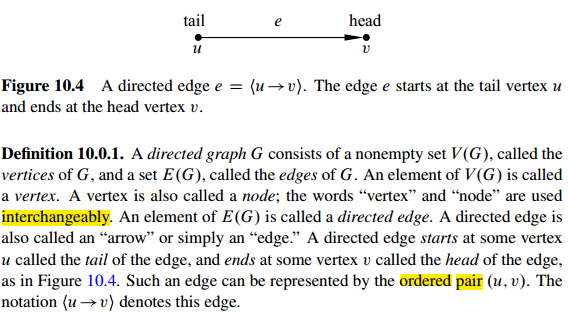 tail e head
u v
Figure 10.4 A directed edge e = ⟨u→v⟩. The edge e starts at the tail vertex u
and ends at the head vertex v.
Definition 10.0.1. A directed graph G consists of a nonempty set V(G), called the
vertices of G, and a set E(G), called the edges of G. An element of V(G) is called
a vertex. A vertex is also called a node; the words “vertex” and “node” are used
interchangeably. An element of E(G) is called a directed edge. A directed edge is
also called an “arrow” or simply an “edge.” A directed edge starts at some vertex
u called the tail of the edge, and ends at some vertex v called the head of the edge,
as in Figure 10.4. Such an edge can be represented by the ordered pair (u, v). The
notation ⟨u→v⟩ denotes this edge.